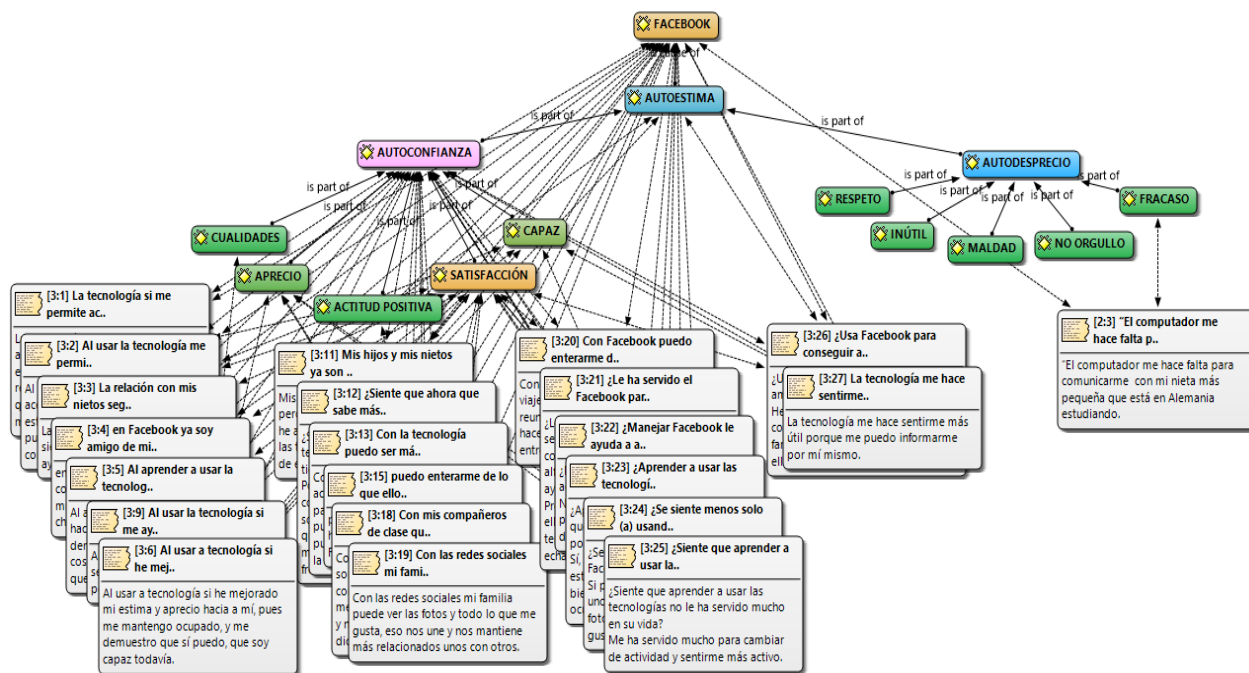 FACEBOOK
AUTOESTIMA
is part of
is part of
AUTOCONFIANZA
AUTODESPRECIO
is part of
is part of
is part of
is part of
is part of
is part of
is part of
is part of
is part of
RESPETO
FRACASO
CUALIDADES
CAPAZ
INÚTIL
MALDAD
NO ORGULLO
APRECIO
SATISFACCIÓN
ACTITUD POSITIVA
[3:1] La tecnología si me
permite ac..
[3:2] Al usar la tecnología me
permi..
[3:3] La relación con mis
nietos seg..
[3:4] en Facebook ya soy
amigo de mi..
[3:5] Al aprender a usar la
tecnolog..
[3:9] Al usar la tecnología si
me ay..
[3:6] Al usar a tecnología si
he mej..
Al usar a tecnología si he mejorado
mi estima y aprecio hacia a mí, pues
me mantengo ocupado, y me
demuestro que sí puedo, que soy
capaz todavía.
[3:11] Mis hijos y mis nietos
ya son ..
[3:12] ¿Siente que ahora que
sabe más..
[3:13] Con la tecnología
puedo ser má..
[3:15] puedo enterarme de lo
que ello..
[3:18] Con mis compañeros
de clase qu..
[3:19] Con las redes sociales
mi fami..
Con las redes sociales mi familia
puede ver las fotos y todo lo que me
gusta, eso nos une y nos mantiene
más relacionados unos con otros.
[3:20] Con Facebook puedo
enterarme d..
[3:21] ¿Le ha servido el
Facebook par..
[3:22] ¿Manejar Facebook le
ayuda a a..
[3:23] ¿Aprender a usar las
tecnologí..
[3:24] ¿Se siente menos solo
(a) usand..
[3:25] ¿Siente que aprender a
usar la..
¿Siente que aprender a usar las
tecnologías no le ha servido mucho
en su vida?
Me ha servido mucho para cambiar
de actividad y sentirme más activo.
[3:26] ¿Usa Facebook para
conseguir a..
[3:27] La tecnología me hace
sentirme..
La tecnología me hace sentirme más
útil porque me puedo informarme
por mí mismo.
[2:3] "El computador me
hace falta p..
"El computador me hace falta para
comunicarme con mi nieta más
pequeña que está en Alemania
estudiando.